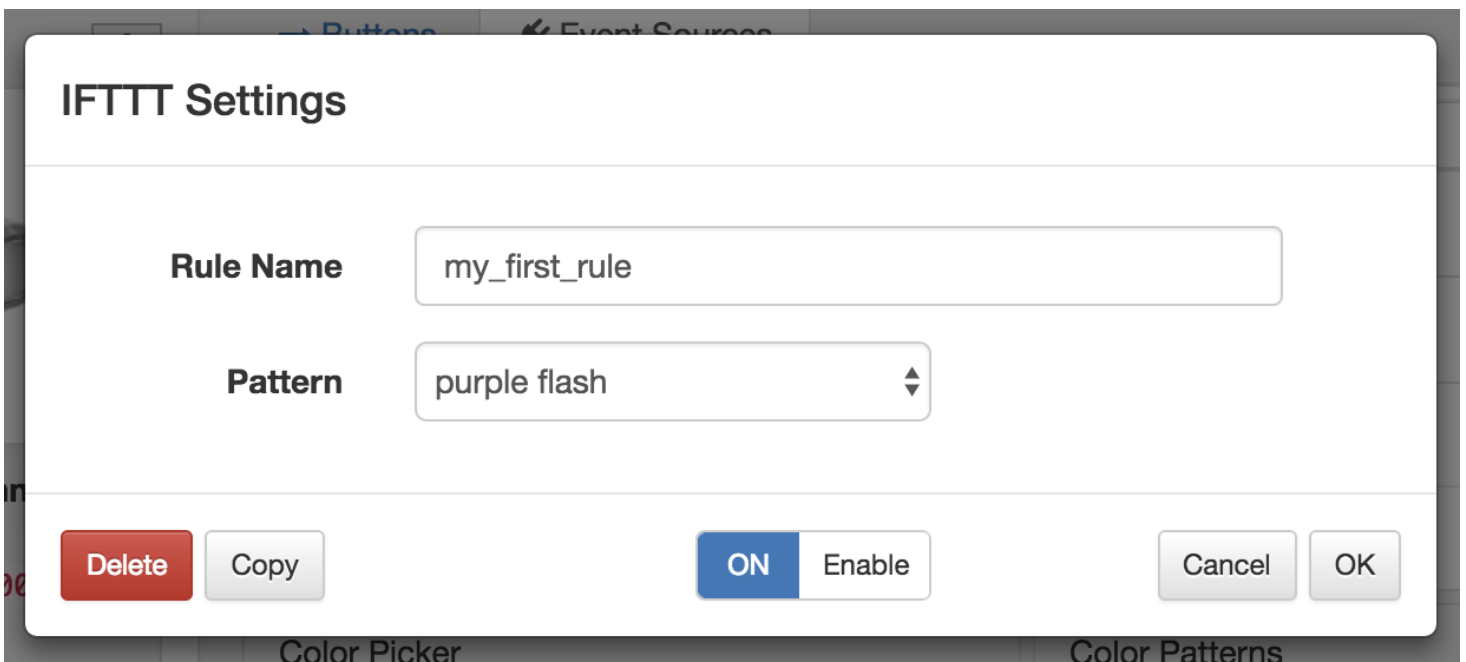 Buttons Event Sources
IFTTT Settings
Rule Name my_first_rule
Pattern purple flash
Delete Copy ON Enable Cancel OK
Color Picker Color Patterns